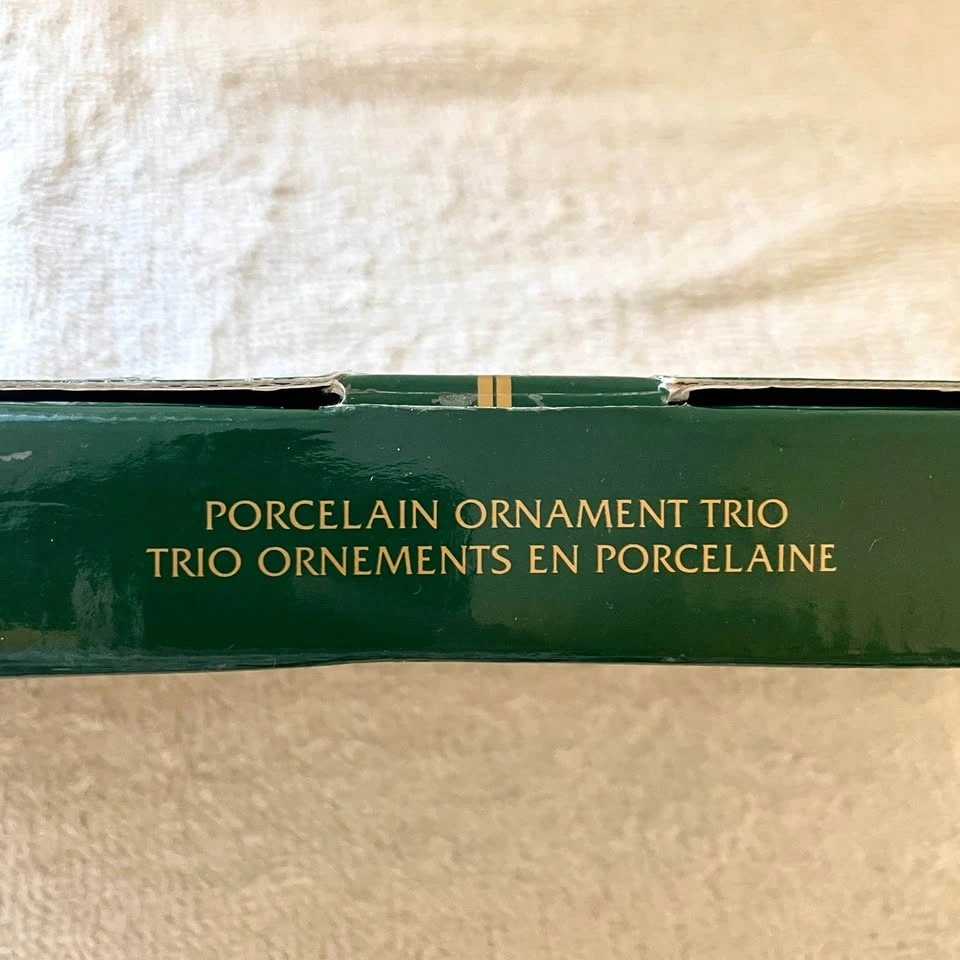 PORCELAIN ORNAMENT TRIO
TRIO ORNEMENTS EN PORCELAINE